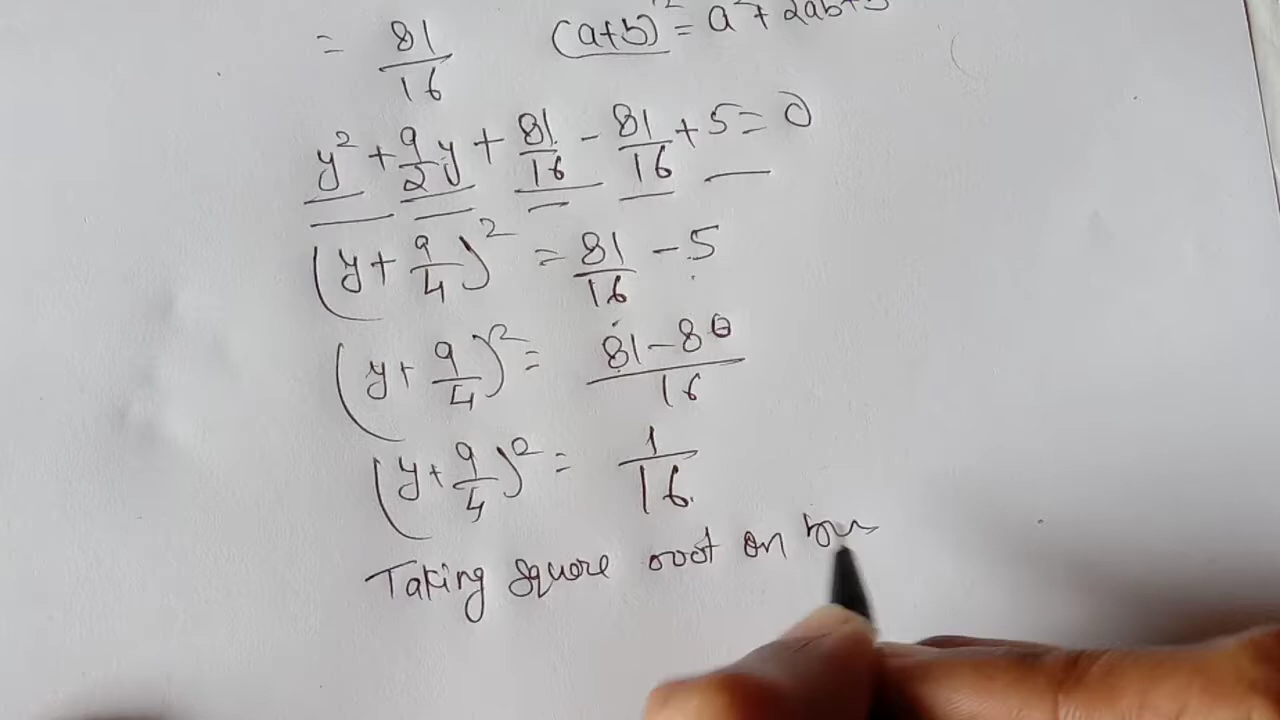 = 81/16 (a+b)² = a² + 2ab +
y² + 9/2 y + 81/16 - 81/16 + 5 = 0
(y + 9/4)² = 81/16 - 5
(y + 9/4)² = 81-80/16
(y + 9/4)² = 1/16
Taking square root on